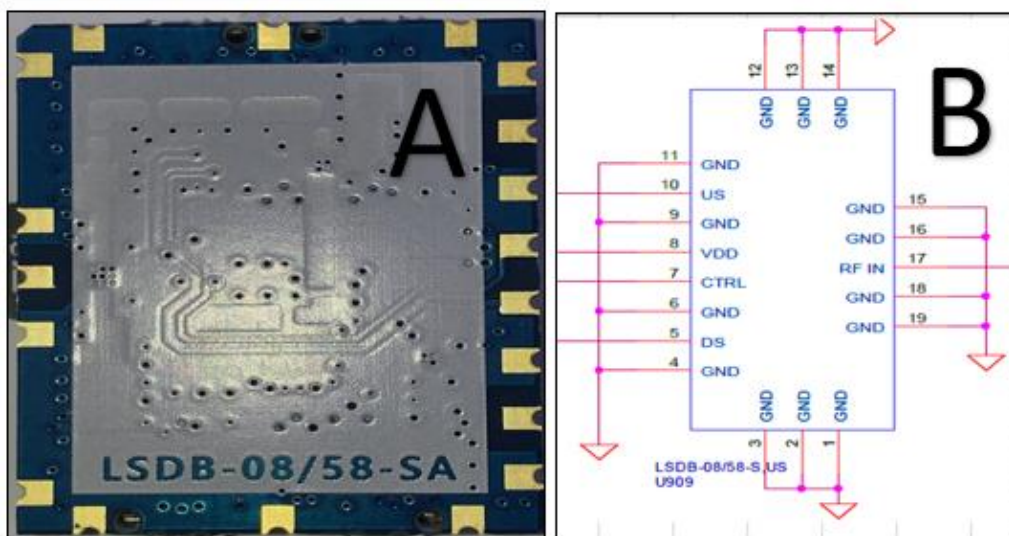 A
LSDB-08/58-SA
B
12
13
14
GND
GND
GND
11
GND
10
US
9
GND
8
VDD
7
CTRL
6
GND
5
DS
4
GND
GND
15
GND
16
RF IN
17
GND
18
GND
19
GND
GND
GND
3
2
1
LSDB-08/58-S,US
U909